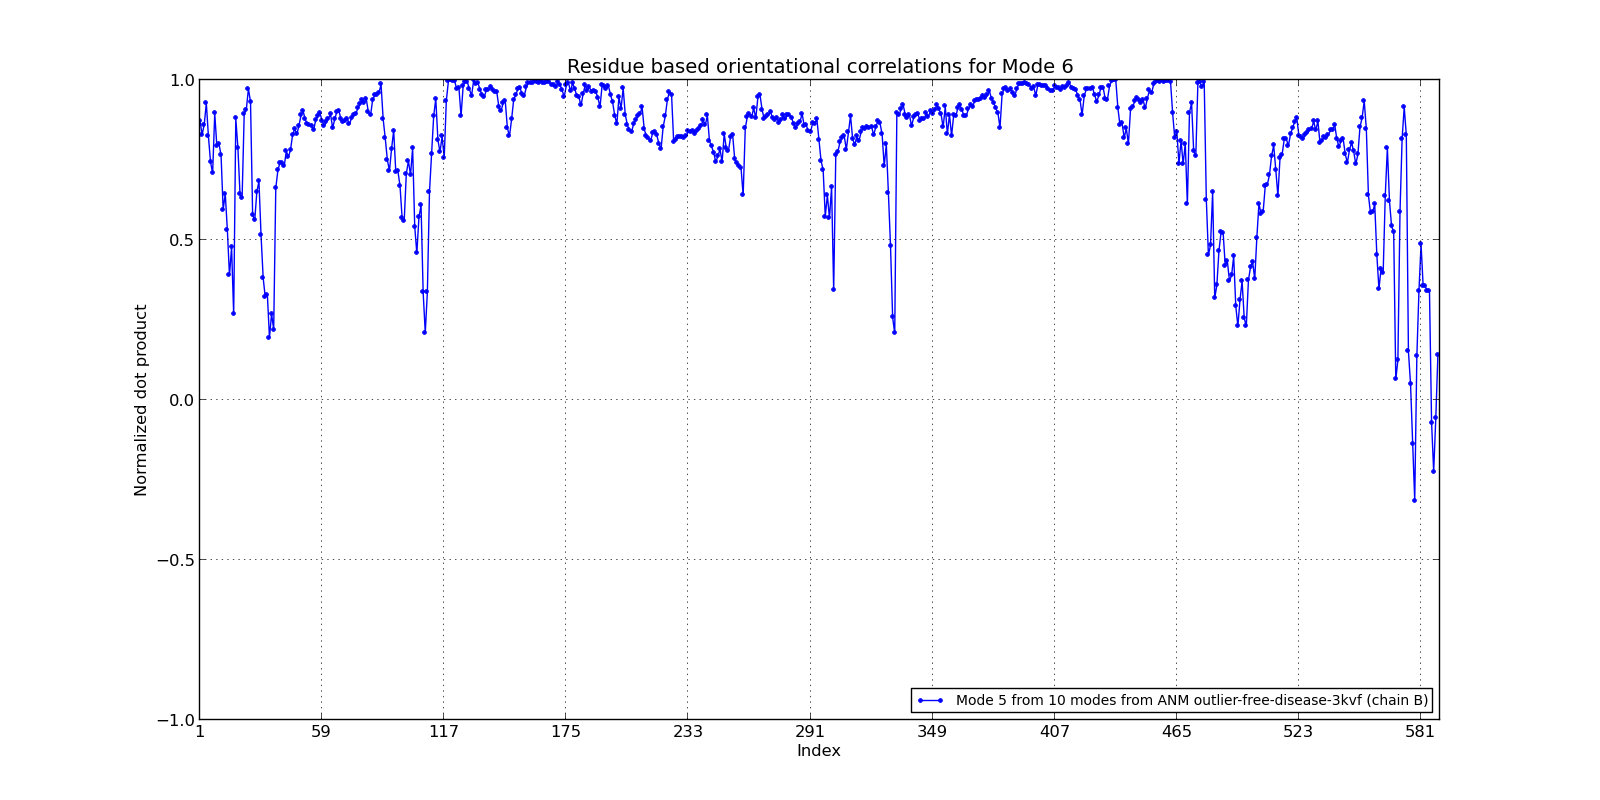 Residue based orientational correlations for Mode 6
1.0
0.5
0.0
−0.5
−1.0
Normalized dot product
Mode 5 from 10 modes from ANM outlier-free-disease-3kvf (chain B)
1 59 117 175 233 291 349 407 465 523 581
Index